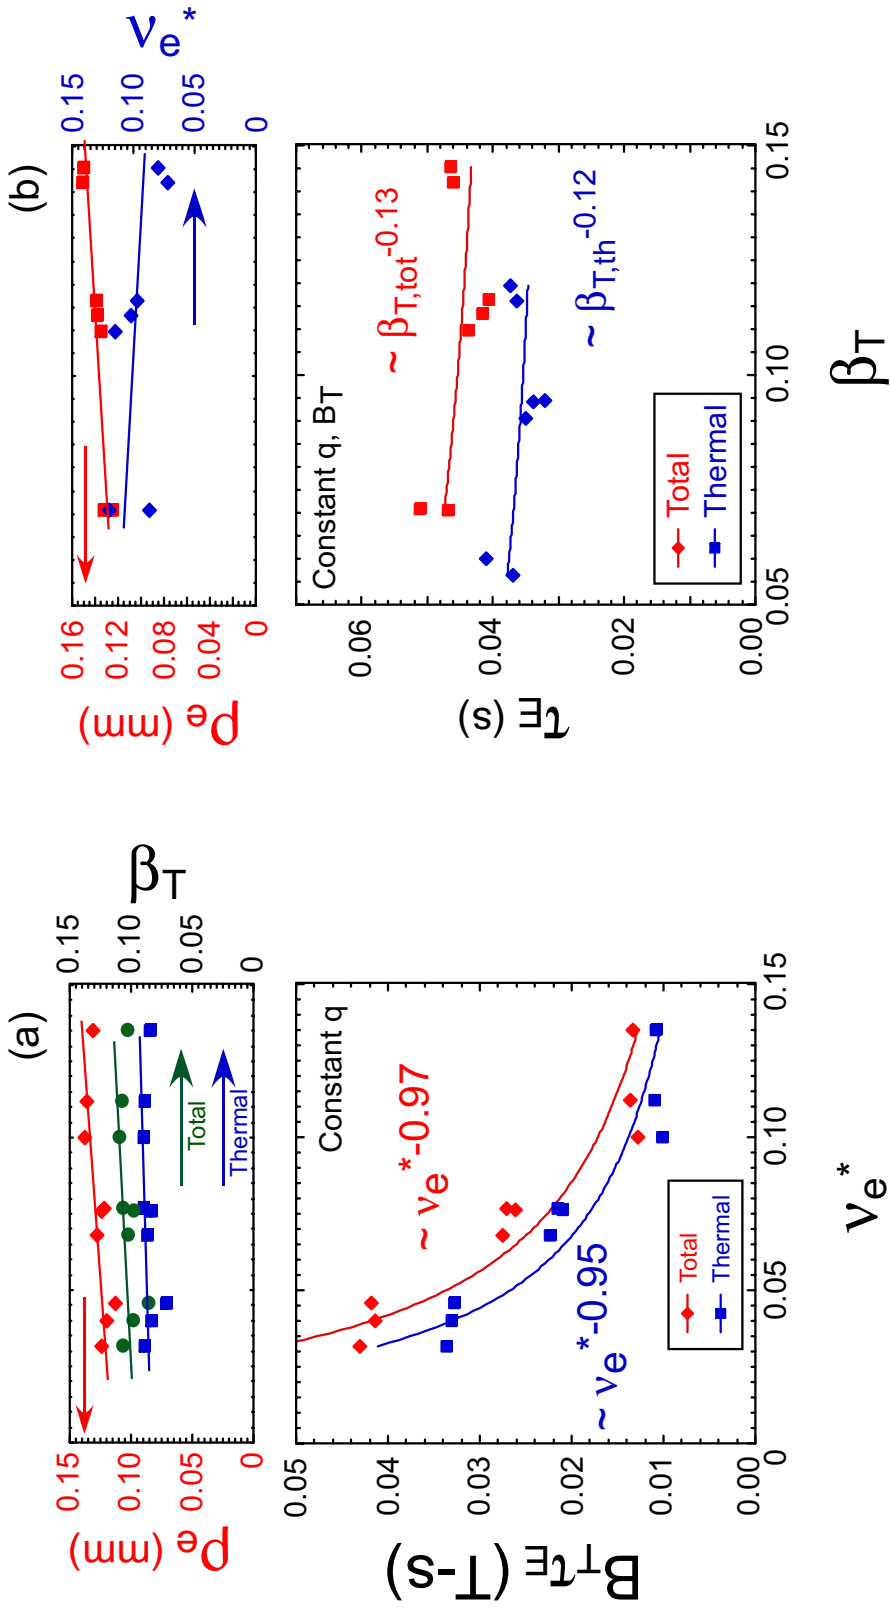 (a)
ρe (mm)
0.15
0.10
0.05
0
βT
0.15
0.10
0.05
0
Total
Thermal
BTτE (T-s)
0.05
0.04
0.03
0.02
0.01
0.00
Constant q
~ νe*-0.97
~ νe*-0.95
Total
Thermal
0
0.05
0.10
0.15
νe*
(b)
ρe (mm)
0.16
0.12
0.08
0.04
0
νe*
0.15
0.10
0.05
0
τE (s)
0.06
0.04
0.02
0.00
Constant q, BT
~ βT,tot-0.13
~ βT,th-0.12
Total
Thermal
0.05
0.10
0.15
βT